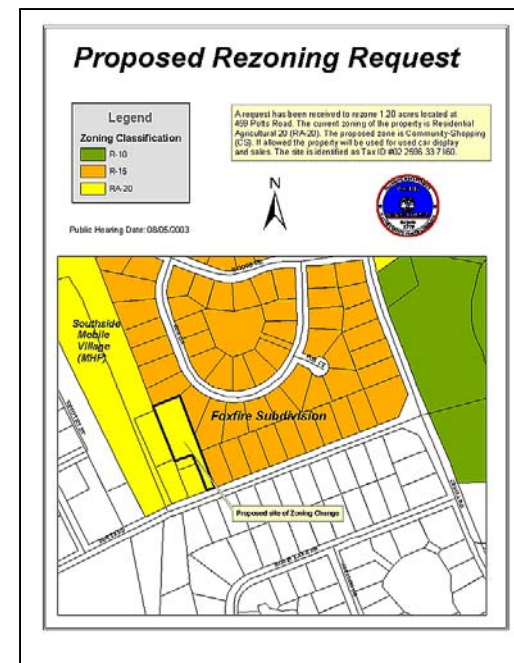 Proposed Rezoning Request
Legend
Zoning Classification
R-10
R-15
RA-20
A request has been received to rezone 1.20 acres located at
459 Potts Road. The current zoning of the property is Residential
Agricultural 20 (RA-20). The proposed zone is Community-Shopping
(CS). If allowed the property will be used for used car display
and sales. The site is identified as Tax ID #02 2596 33 7160.
N
Public Hearing Date: 08/05/2003
Southside
Mobile
Village
(MHP)
Foxfire Subdivision
Proposed site of Zoning Change